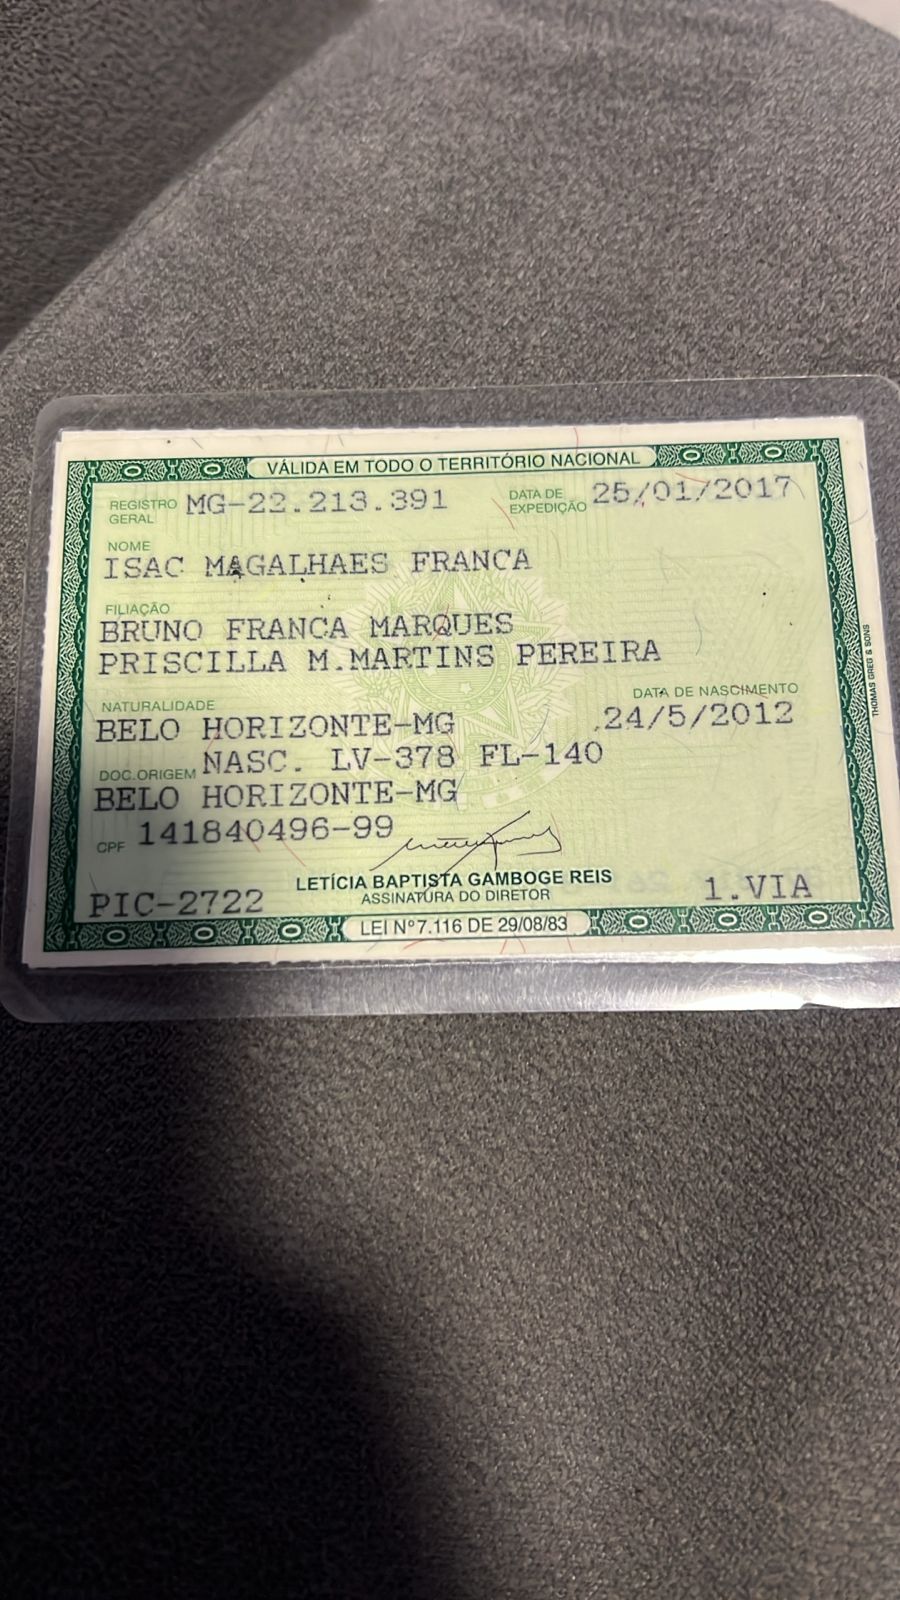 VÁLIDA EM TODO O TERRITÓRIO NACIONAL
REGISTRO GERAL MG-22.213.391 DATA DE EXPEDIÇÃO 25/01/2017
NOME
ISAC MAGALHAES FRANCA
FILIAÇÃO
BRUNO FRANCA MARQUES
PRISCILLA M.MARTINS PEREIRA
NATURALIDADE DATA DE NASCIMENTO
BELO HORIZONTE-MG 24/5/2012
DOC.ORIGEM NASC. LV-378 FL-140
BELO HORIZONTE-MG
CPF 141840496-99
LETÍCIA BAPTISTA GAMBOGE REIS
PIC-2722 ASSINATURA DO DIRETOR 1.VIA
LEI Nº 7.116 DE 29/08/83
THOMAS GREG & SONS